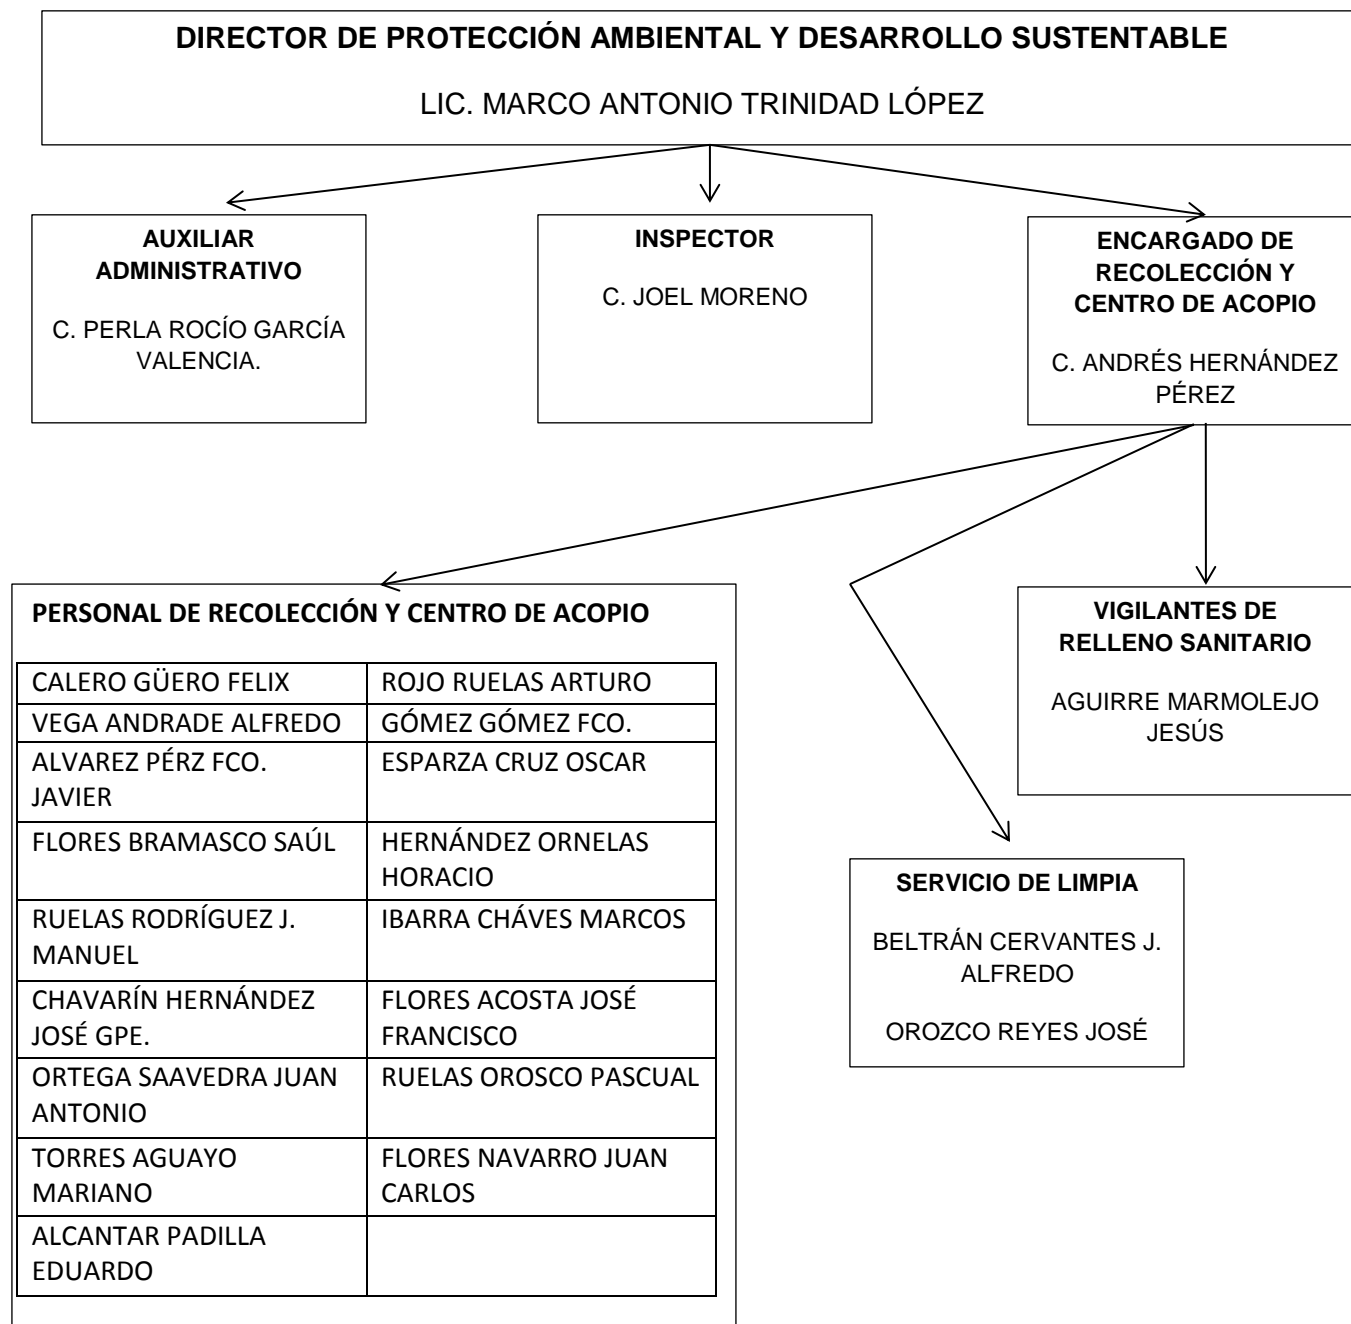 DIRECTOR DE PROTECCIÓN AMBIENTAL Y DESARROLLO SUSTENTABLE
LIC. MARCO ANTONIO TRINIDAD LÓPEZ
AUXILIAR
ADMINISTRATIVO
C. PERLA ROCÍO GARCÍA
VALENCIA.
INSPECTOR
C. JOEL MORENO
ENCARGADO DE
RECOLECCIÓN Y
CENTRO DE ACOPIO
C. ANDRÉS HERNÁNDEZ
PÉREZ
PERSONAL DE RECOLECCIÓN Y CENTRO DE ACOPIO
CALERO GÜERO FELIX
ROJO RUELAS ARTURO
VEGA ANDRADE ALFREDO
GÓMEZ GÓMEZ FCO.
ALVAREZ PÉRZ FCO.
JAVIER
ESPARZA CRUZ OSCAR
FLORES BRAMASCO SAÚL
HERNÁNDEZ ORNELAS
HORACIO
RUELAS RODRÍGUEZ J.
MANUEL
IBARRA CHÁVES MARCOS
CHAVARÍN HERNÁNDEZ
JOSÉ GPE.
FLORES ACOSTA JOSÉ
FRANCISCO
ORTEGA SAAVEDRA JUAN
ANTONIO
RUELAS OROSCO PASCUAL
TORRES AGUAYO
MARIANO
FLORES NAVARRO JUAN
CARLOS
ALCANTAR PADILLA
EDUARDO
VIGILANTES DE
RELLENO SANITARIO
AGUIRRE MARMOLEJO
JESÚS
SERVICIO DE LIMPIA
BELTRÁN CERVANTES J.
ALFREDO
OROZCO REYES JOSÉ